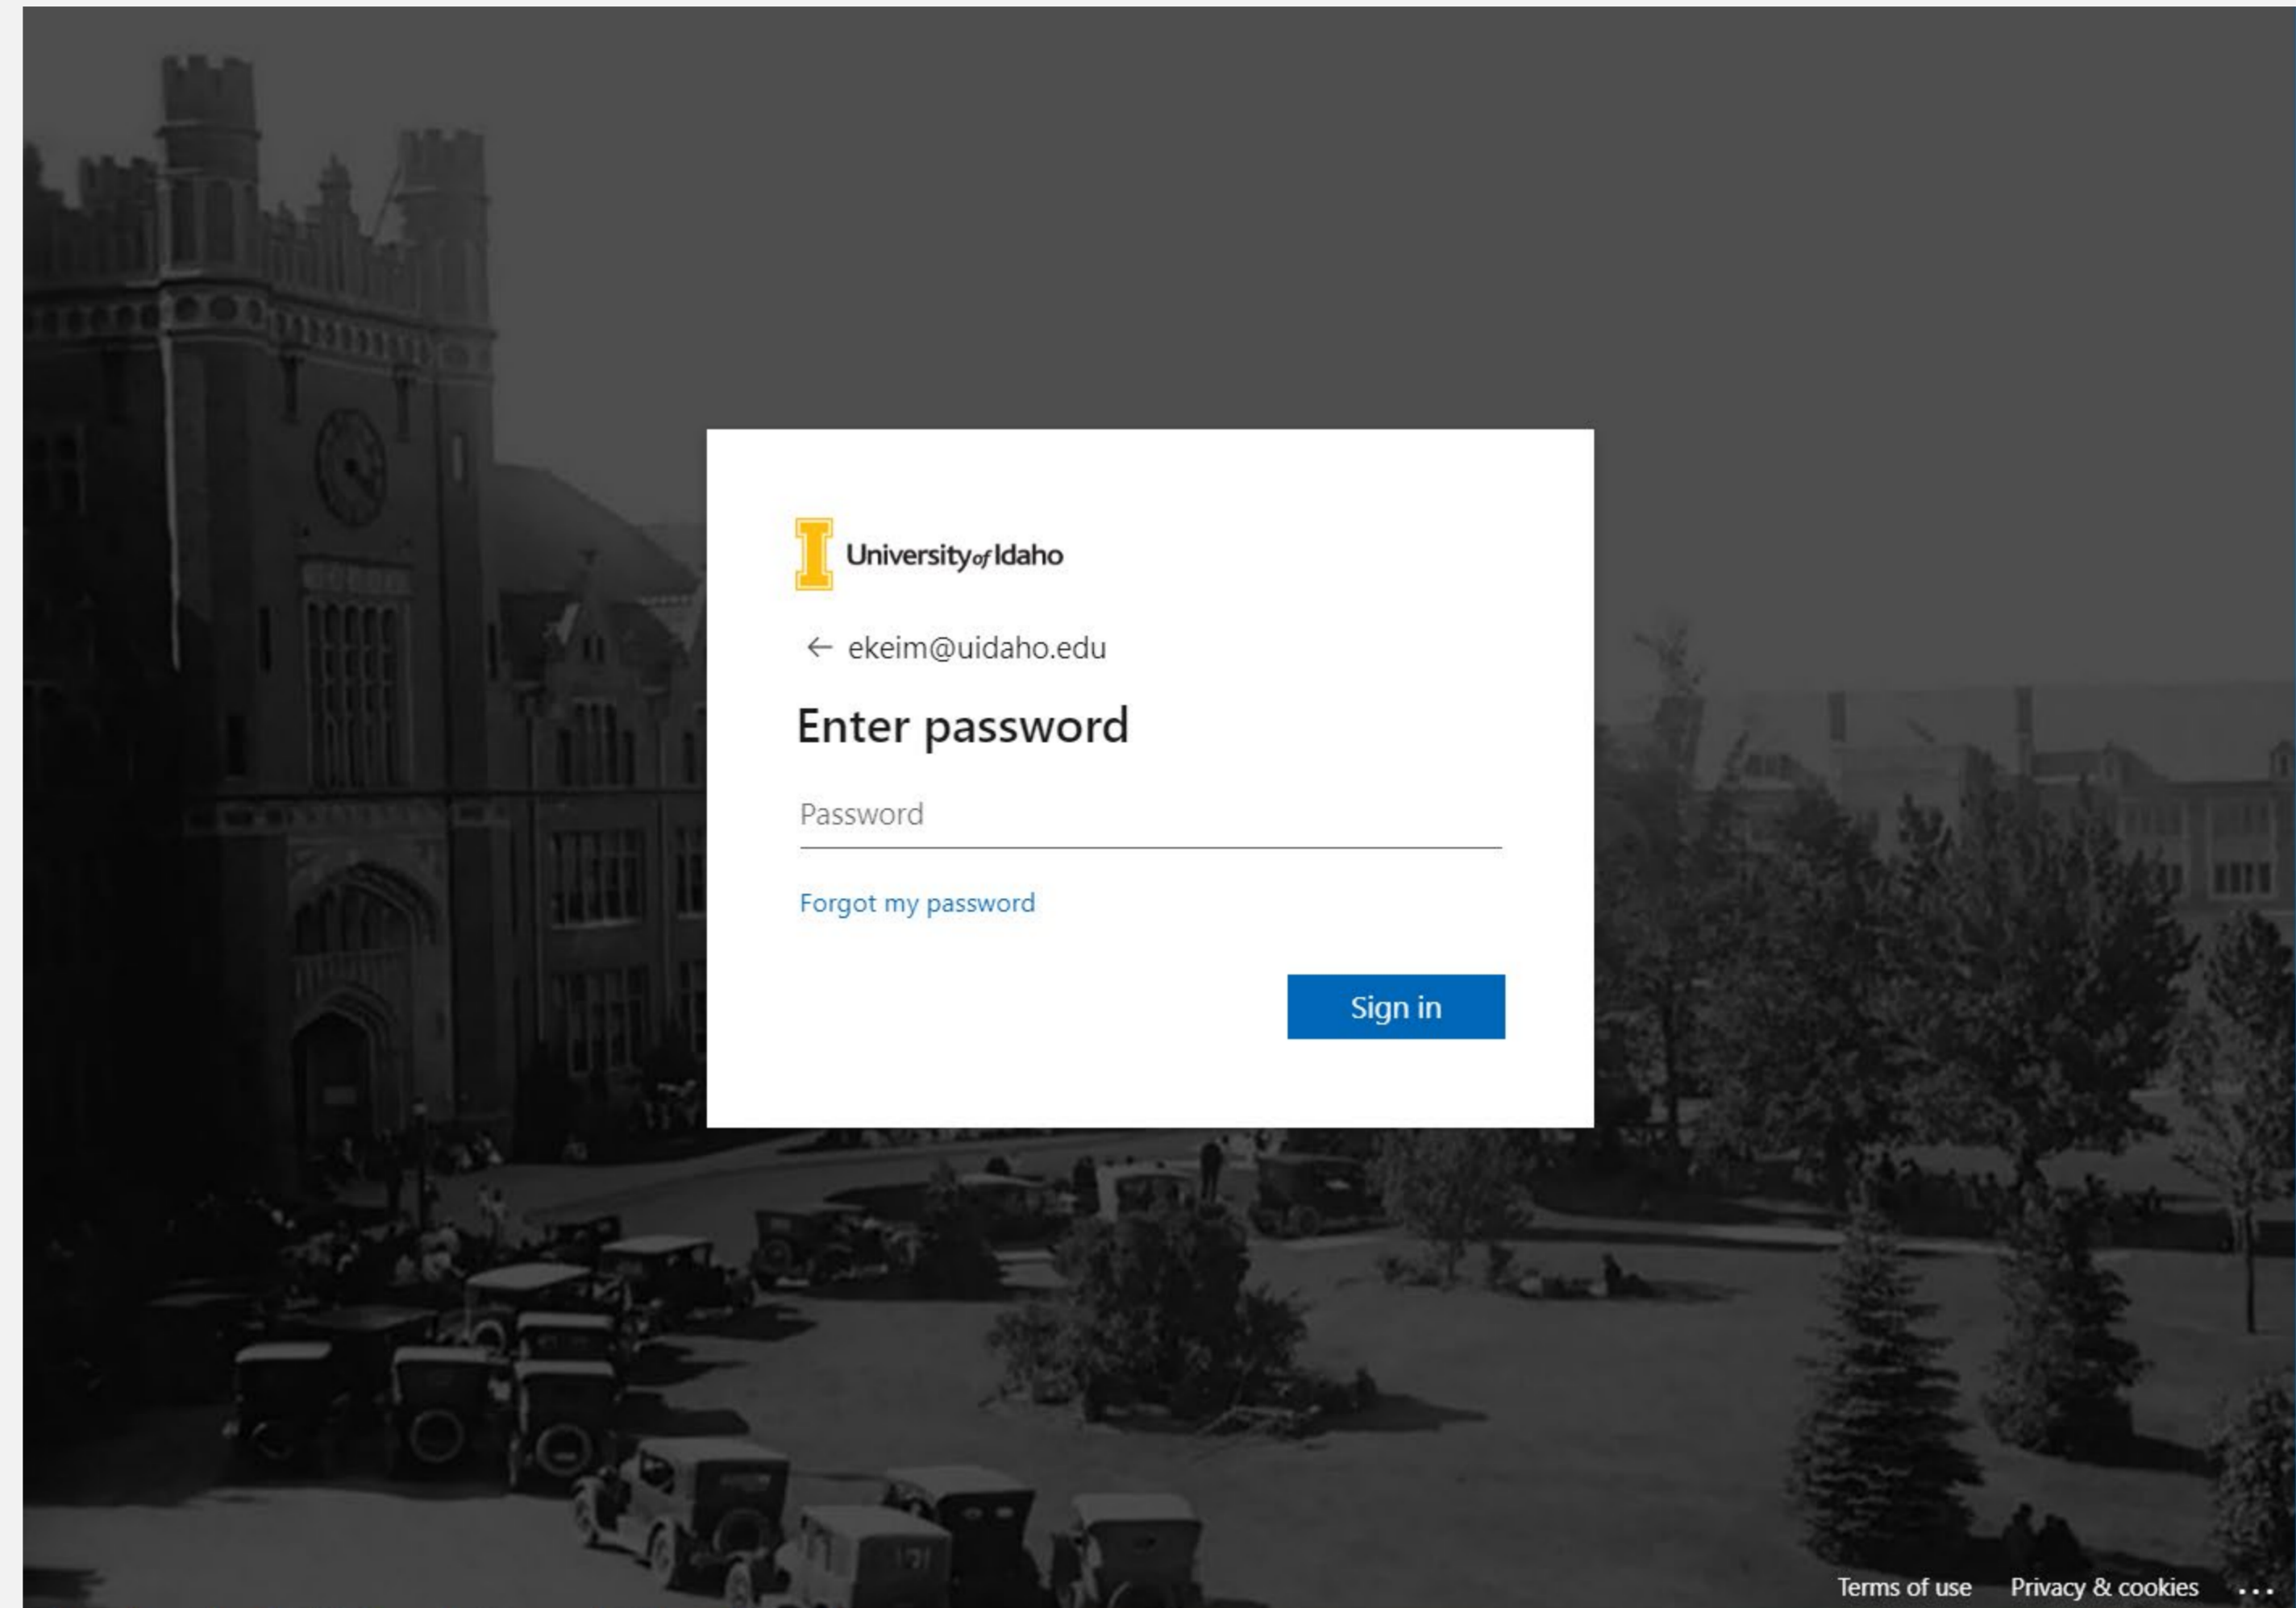 University of Idaho
← ekeim@uidaho.edu
Enter password
Password
Forgot my password
Sign in
Terms of use Privacy & cookies ...